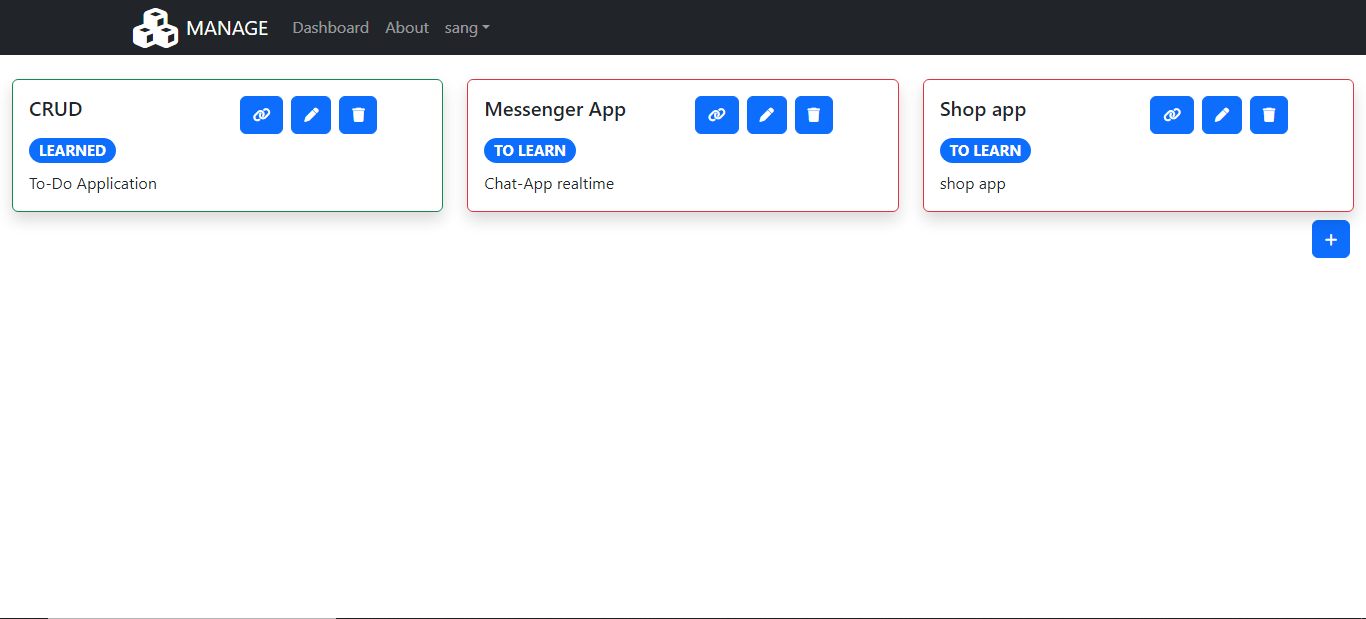 MANAGE
Dashboard
About
sang
CRUD
LEARNED
To-Do Application
Messenger App
TO LEARN
Chat-App realtime
Shop app
TO LEARN
shop app
+